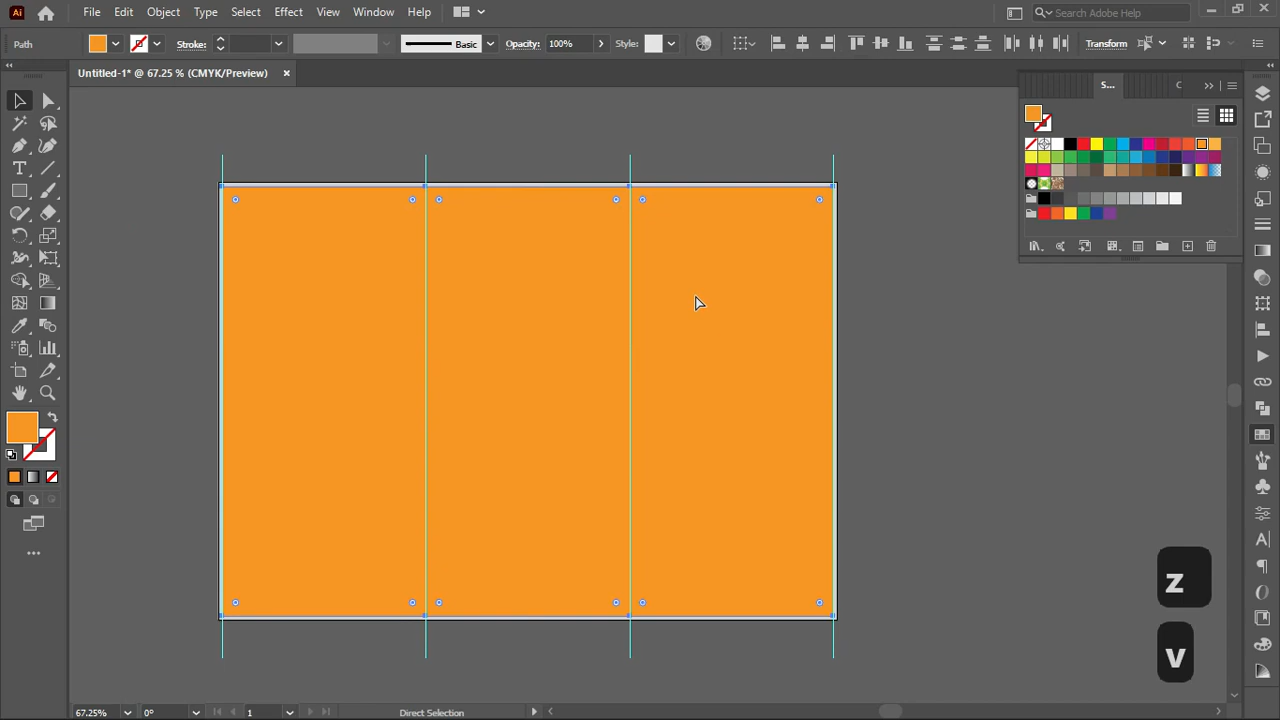 Ai File Edit Object Type Select Effect View Window Help Search Adobe Help
Path Stroke: Basic Opacity: 100% Style: Transform
Untitled-1* @ 67.25 % (CMYK/Preview)
S... C
z
v
67.25% 0° 1 Direct Selection